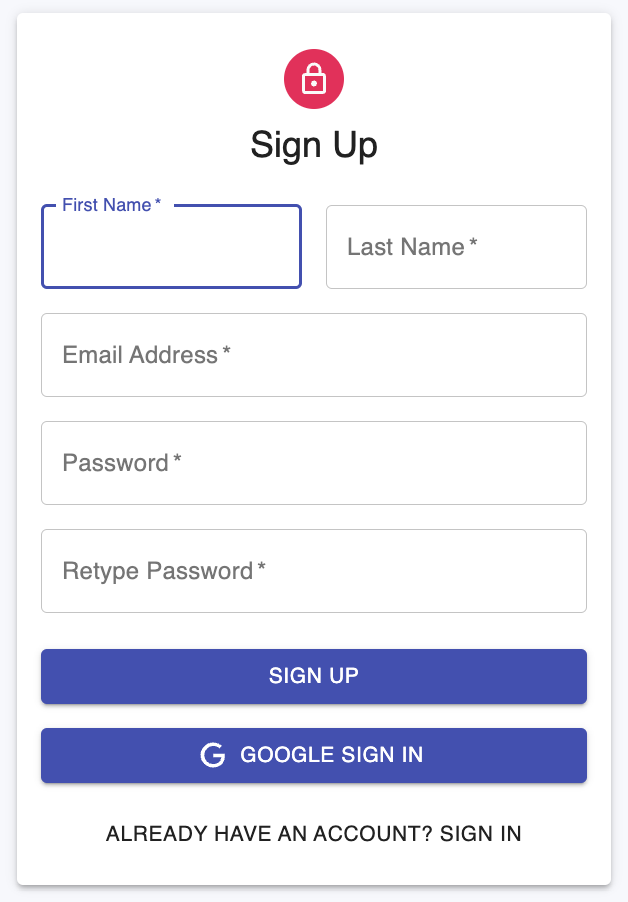 Sign Up
First Name *
Last Name *
Email Address *
Password *
Retype Password *
SIGN UP
GOOGLE SIGN IN
ALREADY HAVE AN ACCOUNT? SIGN IN